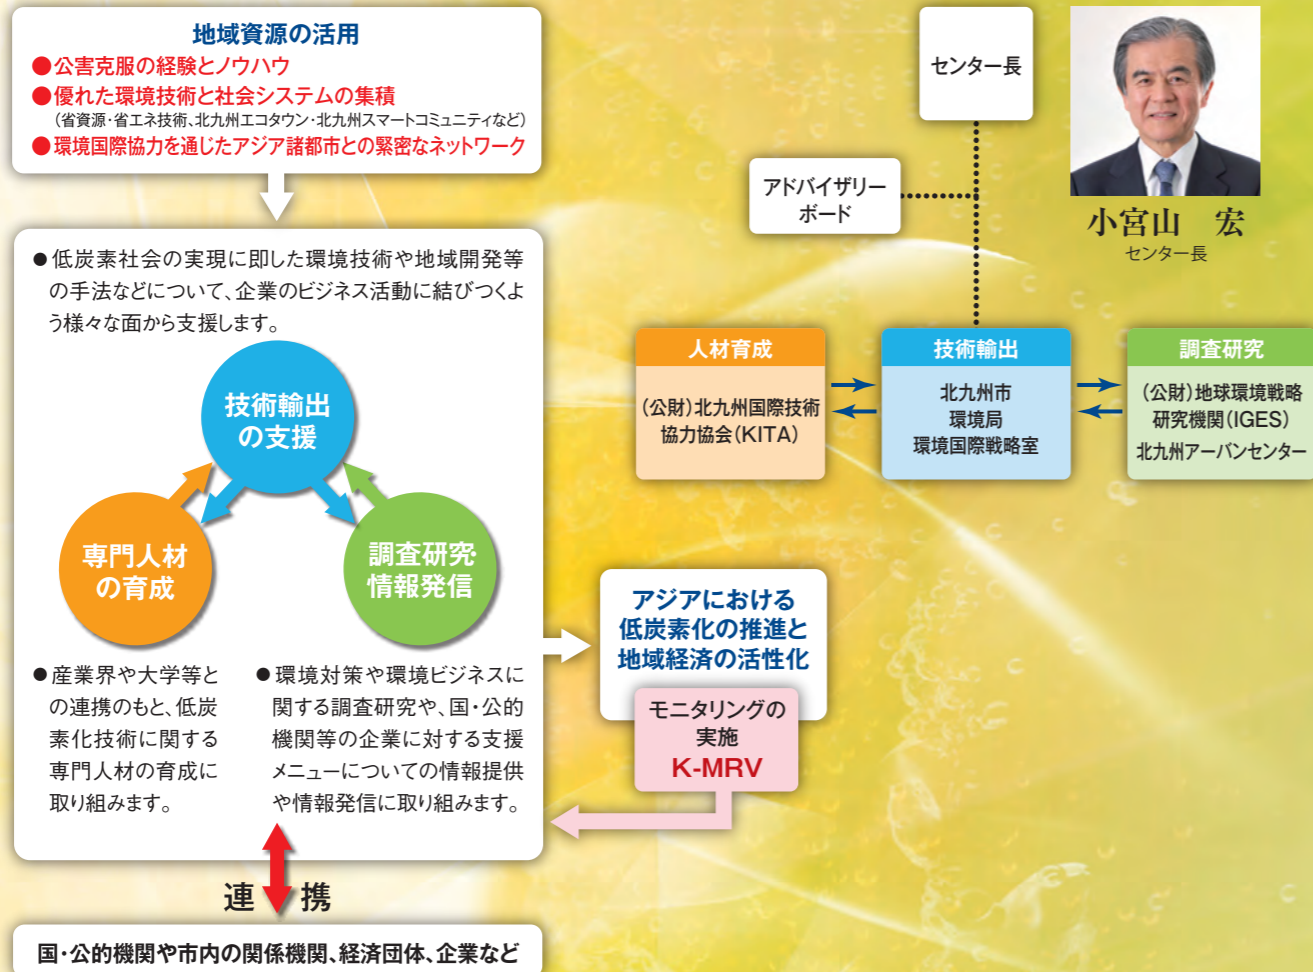 地域資源の活用
●公害克服の経験とノウハウ
●優れた環境技術と社会システムの集積
(省資源・省エネ技術、北九州エコタウン・北九州スマートコミュニティなど)
●環境国際協力を通じたアジア諸都市との緊密なネットワーク
●低炭素社会の実現に即した環境技術や地域開発等
の手法などについて、企業のビジネス活動に結びつくよ
う様々な面から支援します。
技術輸出
の支援
専門人材
の育成
調査研究・
情報発信
●産業界や大学等と
の連携のもと、低炭
素化技術に関する
専門人材の育成に
取り組みます。
●環境対策や環境ビジネスに
関する調査研究や、国・公的
機関等の企業に対する支援
メニューについての情報提供
や情報発信に取り組みます。
連携
国・公的機関や市内の関係機関、経済団体、企業など
アジアにおける
低炭素化の推進と
地域経済の活性化
モニタリングの
実施
K-MRV
センター長
アドバイザリー
ボード
小宮山 宏
センター長
人材育成
(公財)北九州国際技術
協力協会(KITA)
技術輸出
北九州市
環境局
環境国際戦略室
調査研究
(公財)地球環境戦略
研究機関(IGES)
北九州アーバンセンター